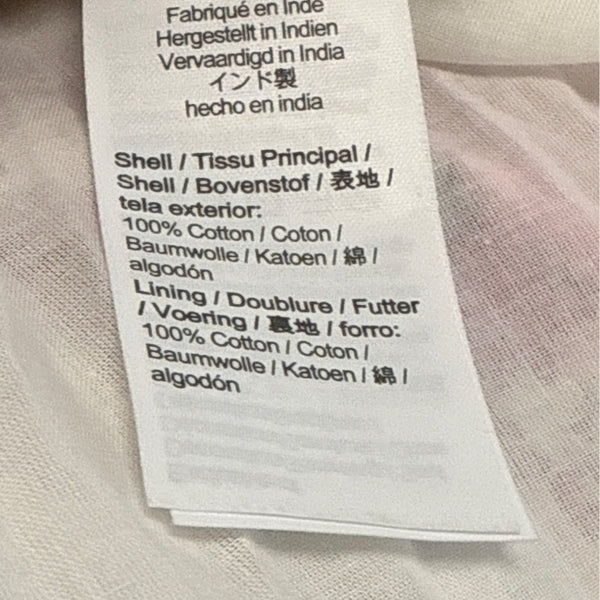 Fabriqué en Inde
Hergestellt in Indien
Vervaardigd in India
インド製
hecho en india
Shell / Tissu Principal /
Shell / Bovenstof / 表地 /
tela exterior:
100% Cotton / Coton /
Baumwolle / Katoen / 綿 /
algodón
Lining / Doublure / Futter
/ Voering / 裏地 / forro:
100% Cotton / Coton /
Baumwolle / Katoen / 綿 /
algodón